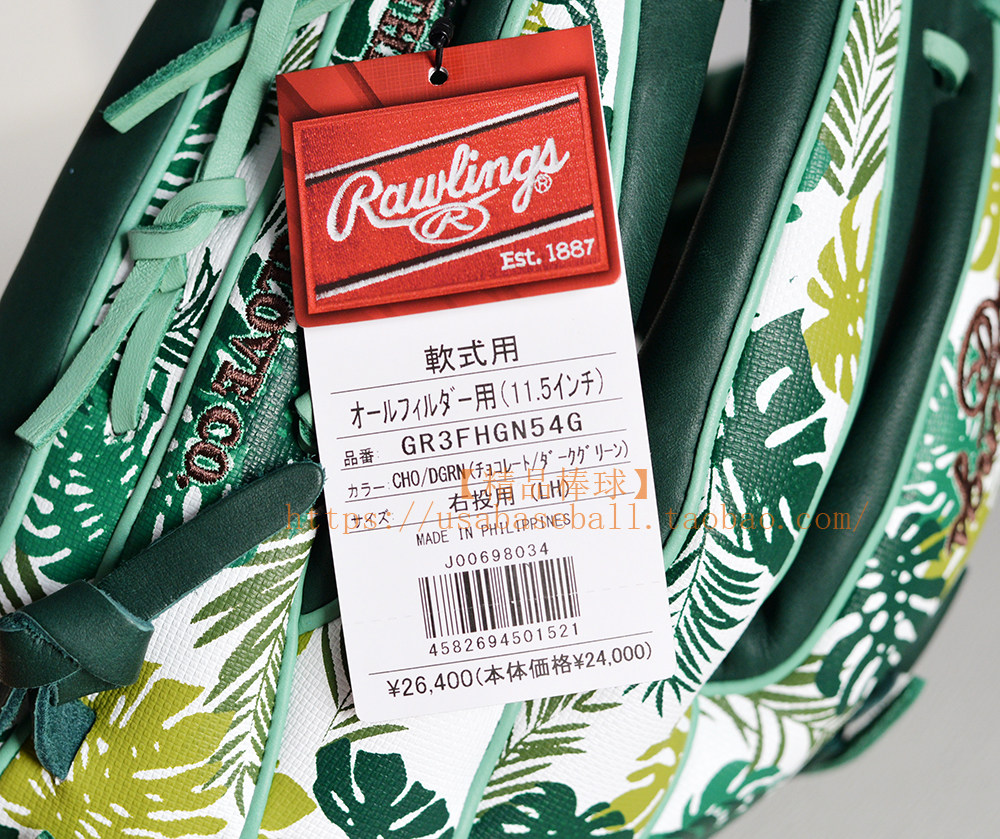 Rawlings®
R
Est. 1887
軟式用
オールフィルダー用(11.5インチ)
品番: GR3FHGN54G
カラー: CHO/DGRN(チョコレート/ダークグリーン)
サイズ: 右投用 (LH)
MADE IN PHILIPPINES
J00698034
4582694501521
¥26,400(本体価格¥24,000)
【精品棒球】
https://usabaseball.taobao.com/